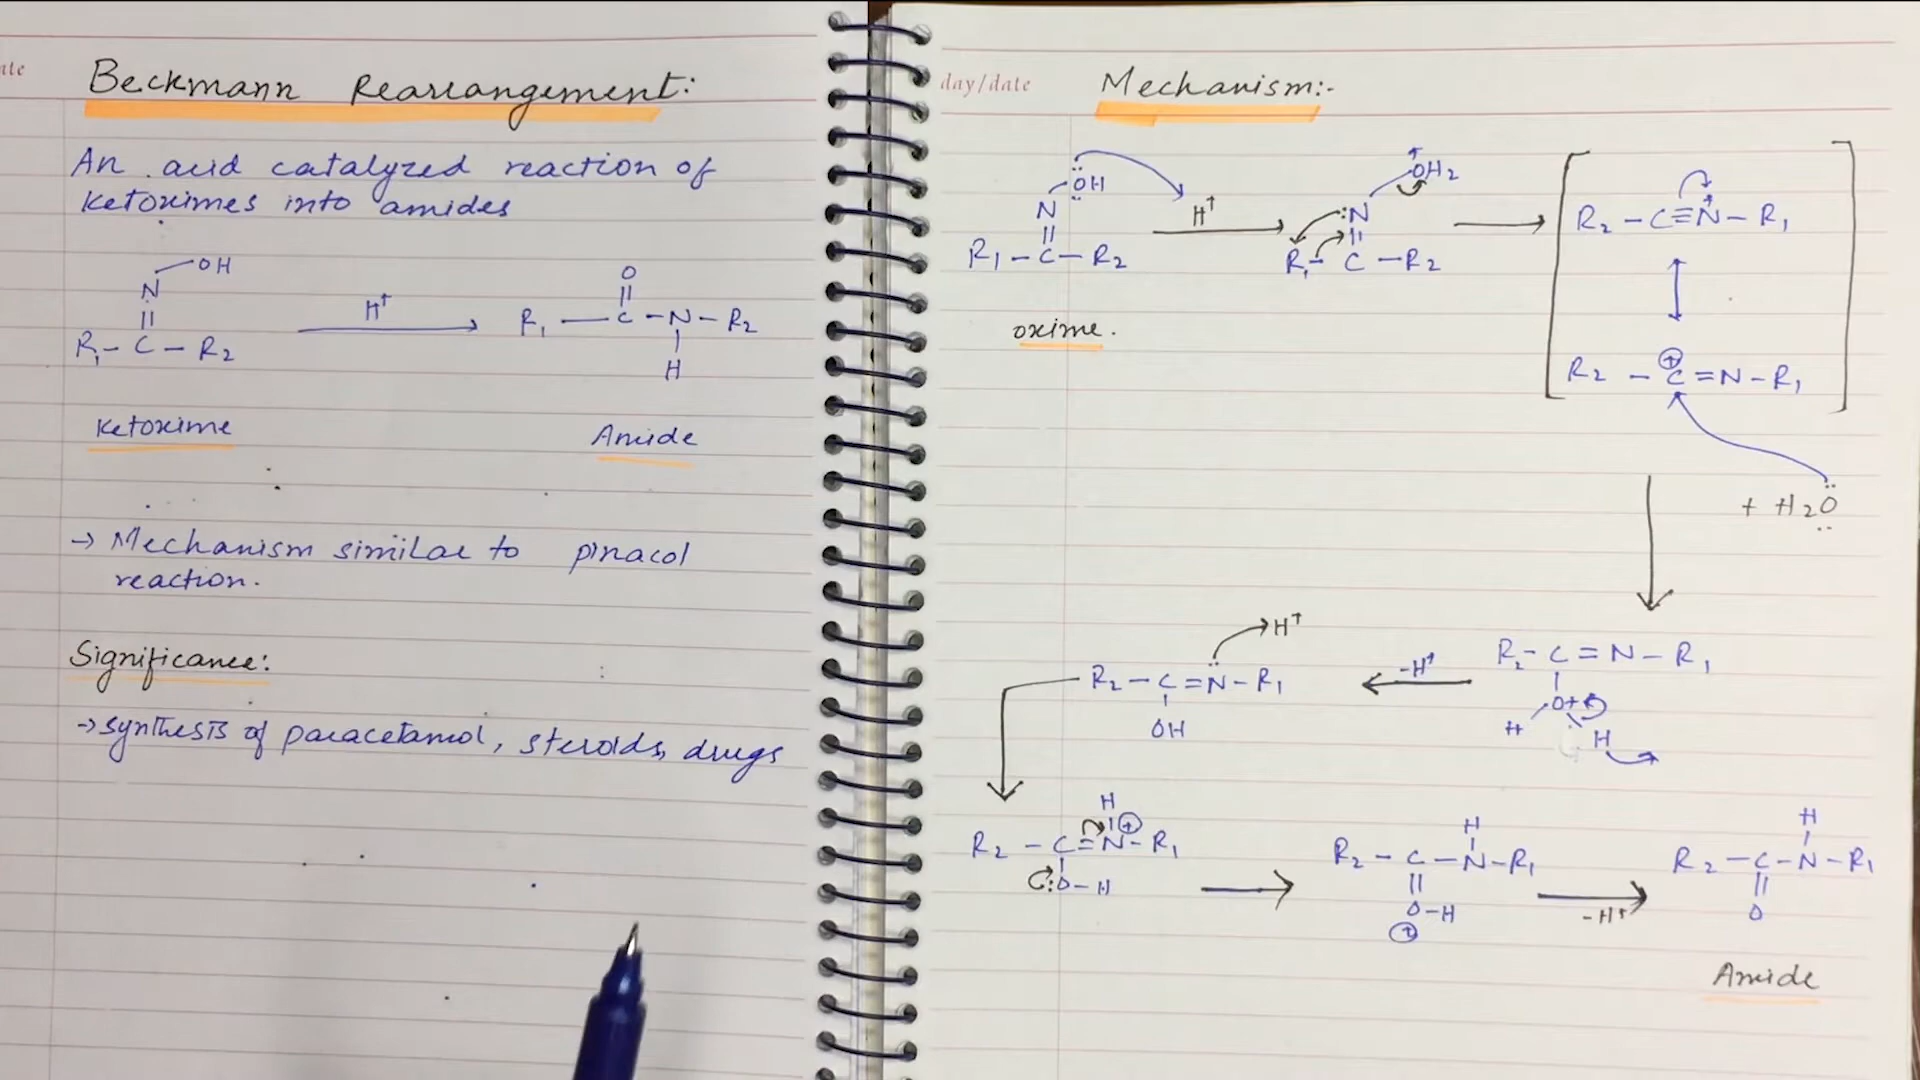 ate
Beckmann Rearrangement:
An acid catalyzed reaction of
ketoximes into amides
OH
N
||
R₁ - C - R₂
H⁺
O
||
R₁ — C - N - R₂
|
H
Ketoxime
Amide
→ Mechanism similar to pinacol
reaction.
Significance:
→ synthesis of paracetamol, steroids, drugs
day/date
Mechanism:-
ÖH
N
||
R₁ - C - R₂
oxime.
H⁺
⁺OH₂
:N
||
R₁ - C - R₂
R₂ - C ≡ N⁺ - R₁
R₂ - C⊕ = N - R₁
+ H₂O
R₂ - C = N - R₁
|
O+
H H
-H⁺
H⁺
R₂ - C = N - R₁
|
OH
H
| ⊕
R₂ - C = N - R₁
|
:O - H
H
|
R₂ - C - N - R₁
||
O - H
⊕
-H⁺
H
|
R₂ - C - N - R₁
||
O
Amide